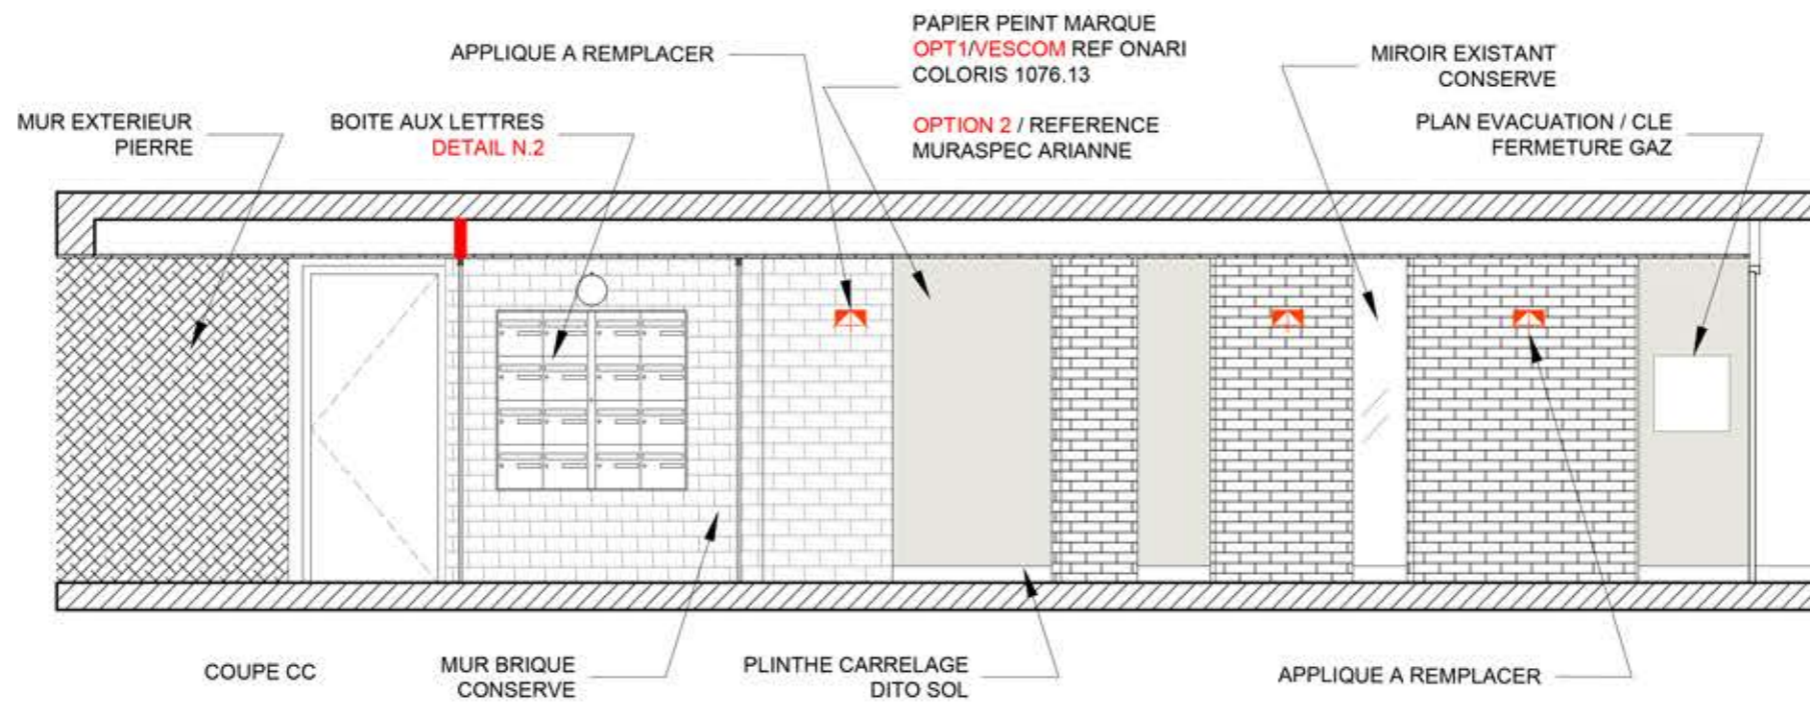 APPLIQUE A REMPLACER
PAPIER PEINT MARQUE
OPT1/VESCOM REF ONARI
COLORIS 1076.13
OPTION 2 / REFERENCE
MURASPEC ARIANNE
MIROIR EXISTANT
CONSERVE
MUR EXTERIEUR
PIERRE
BOITE AUX LETTRES
DETAIL N.2
PLAN EVACUATION / CLE
FERMETURE GAZ
COUPE CC
MUR BRIQUE
CONSERVE
PLINTHE CARRELAGE
DITO SOL
APPLIQUE A REMPLACER